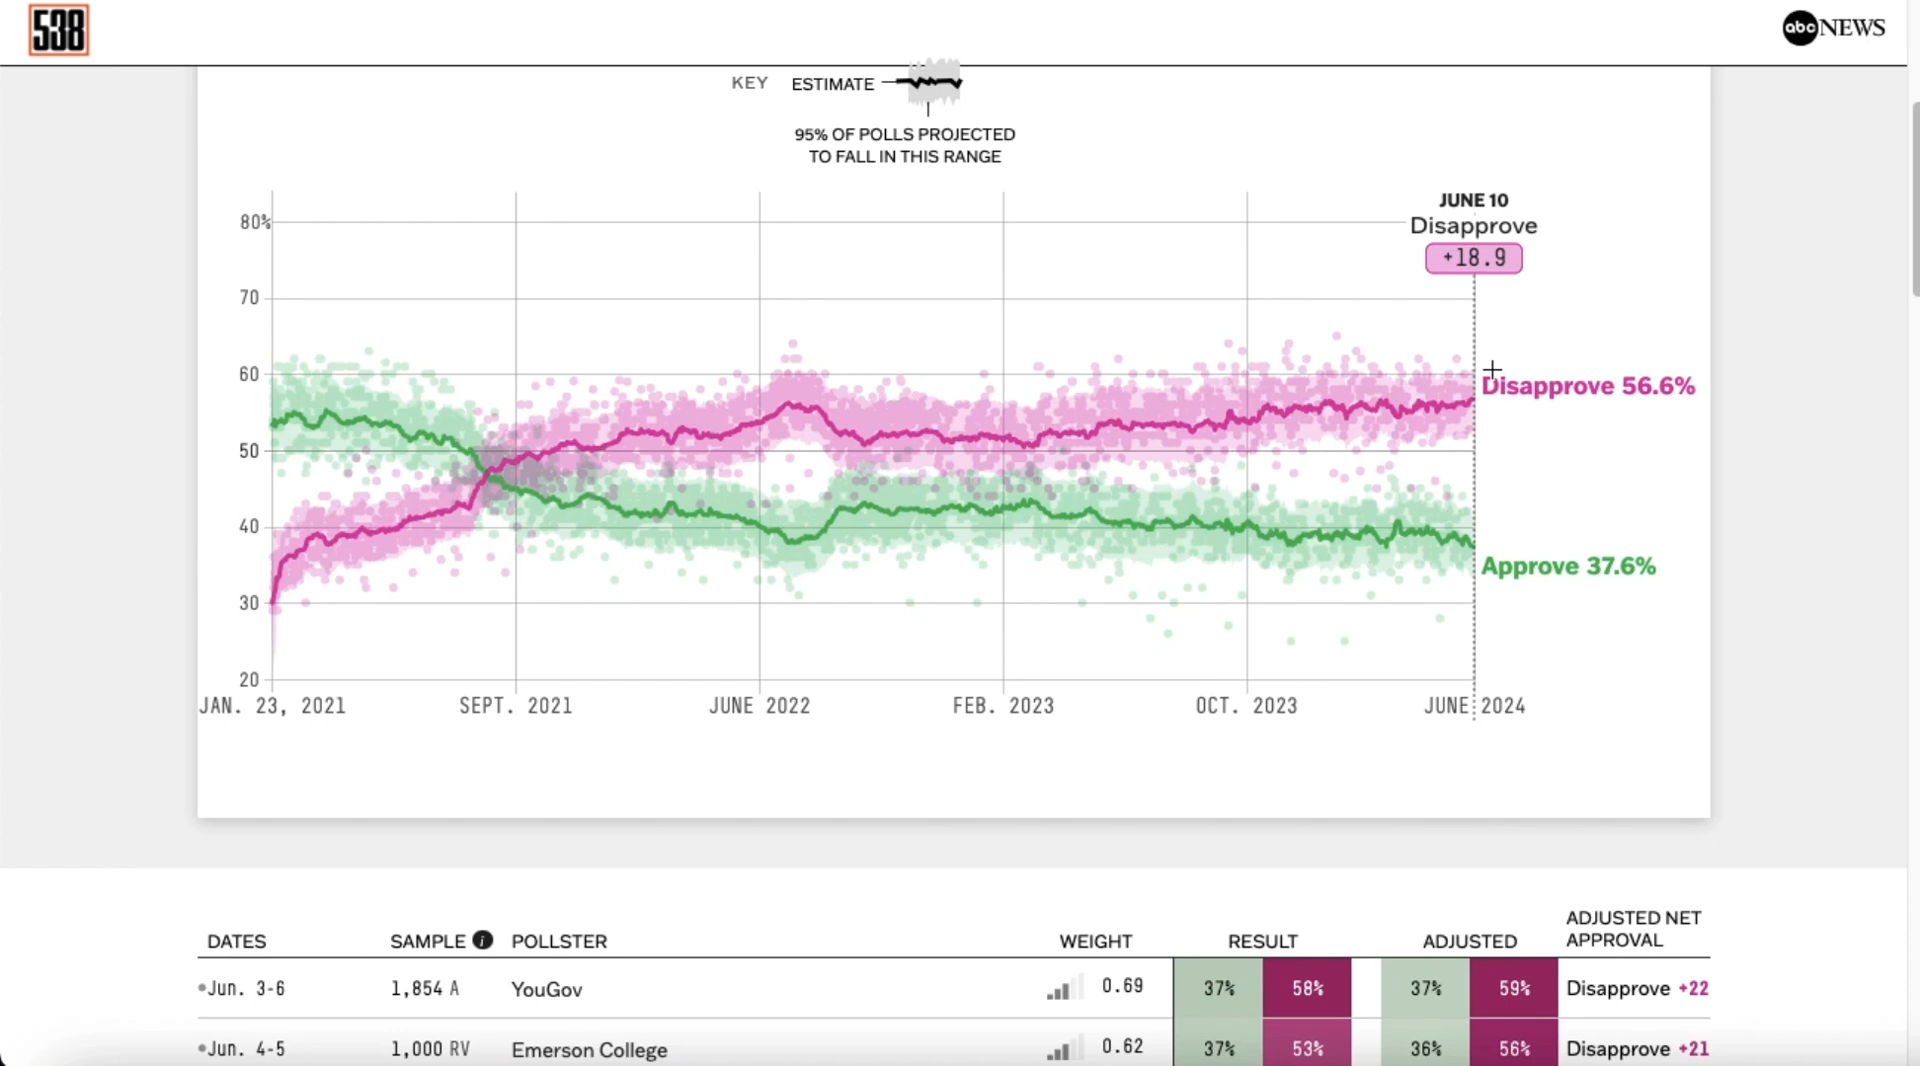 538
abc NEWS
KEY ESTIMATE
95% OF POLLS PROJECTED
TO FALL IN THIS RANGE
JUNE 10
Disapprove
+18.9
80%
70
60
50
40
30
20
Disapprove 56.6%
Approve 37.6%
JAN. 23, 2021 SEPT. 2021 JUNE 2022 FEB. 2023 OCT. 2023 JUNE 2024
DATES SAMPLE i POLLSTER WEIGHT RESULT ADJUSTED ADJUSTED NET
APPROVAL
Jun. 3-6 1,854 A YouGov 0.69 37% 58% 37% 59% Disapprove +22
Jun. 4-5 1,000 RV Emerson College 0.62 37% 53% 36% 56% Disapprove +21